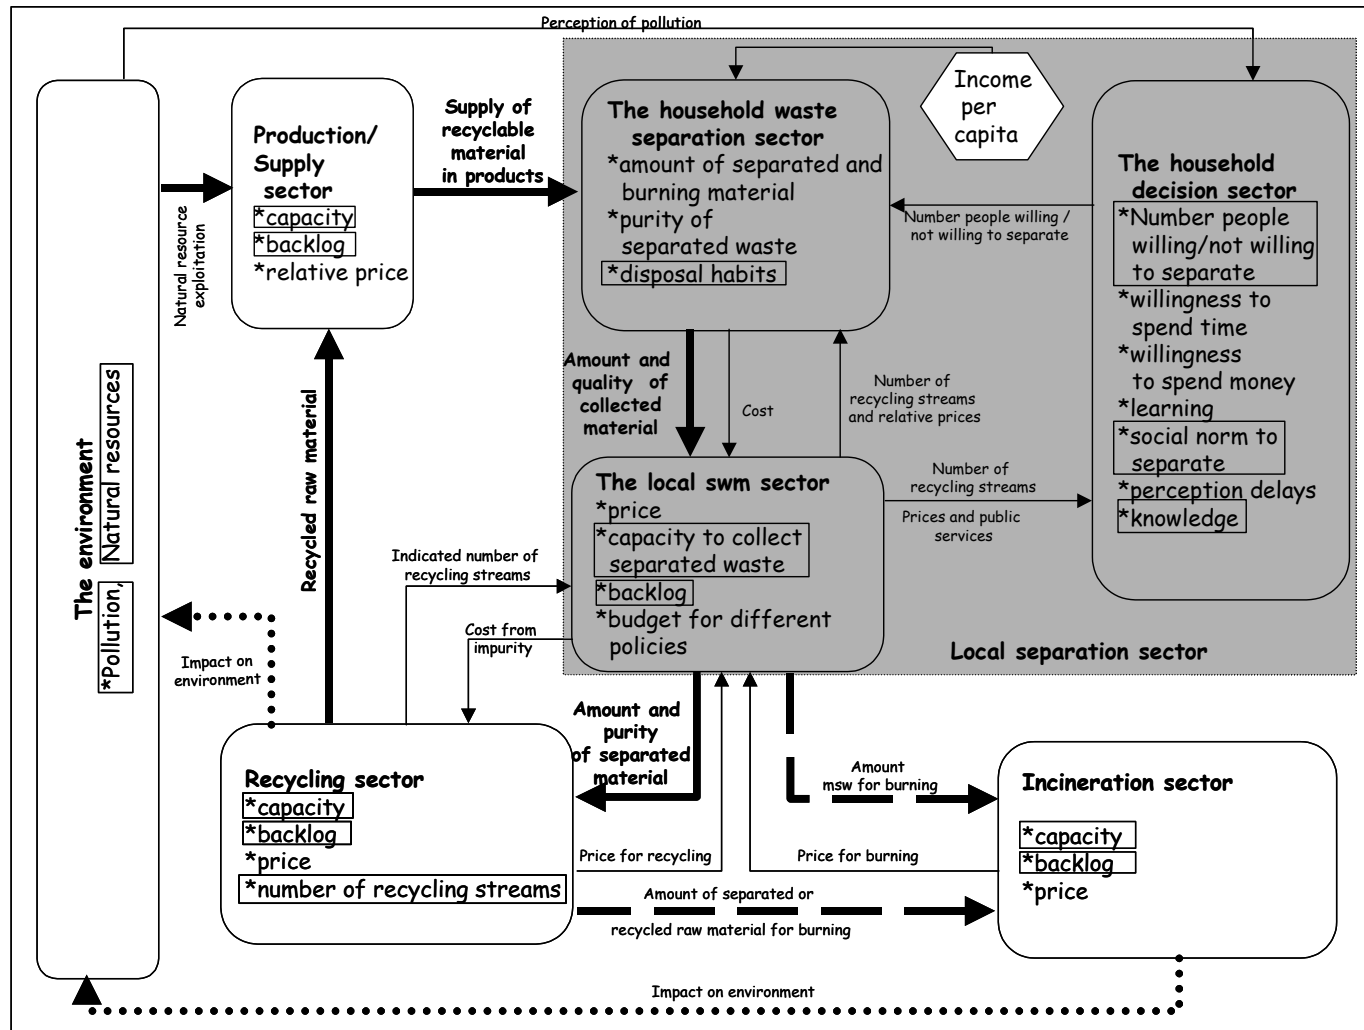 Perception of pollution
The environment
*Pollution, Natural resources
Natural resource
exploitation
Production/
Supply
sector
*capacity
*backlog
*relative price
Supply of
recyclable
material
in products
The household waste
separation sector
*amount of separated and
burning material
*purity of
separated waste
*disposal habits
Income
per
capita
The household
decision sector
*Number people
willing/not willing
to separate
*willingness to
spend time
*willingness
to spend money
*learning
*social norm to
separate
*perception delays
*knowledge
Number people willing /
not willing to separate
Amount and
quality of
collected
material
Cost
Number of
recycling streams
and relative prices
Recycled raw material
The local swm sector
*price
*capacity to collect
separated waste
*backlog
*budget for different
policies
Number of
recycling streams
Prices and public
services
Local separation sector
Indicated number of
recycling streams
Cost from
impurity
Impact on
environment
Amount and
purity
of separated
material
Recycling sector
*capacity
*backlog
*price
*number of recycling streams
Amount
msw for burning
Incineration sector
*capacity
*backlog
*price
Price for recycling
Price for burning
Amount of separated or
recycled raw material for burning
Impact on environment